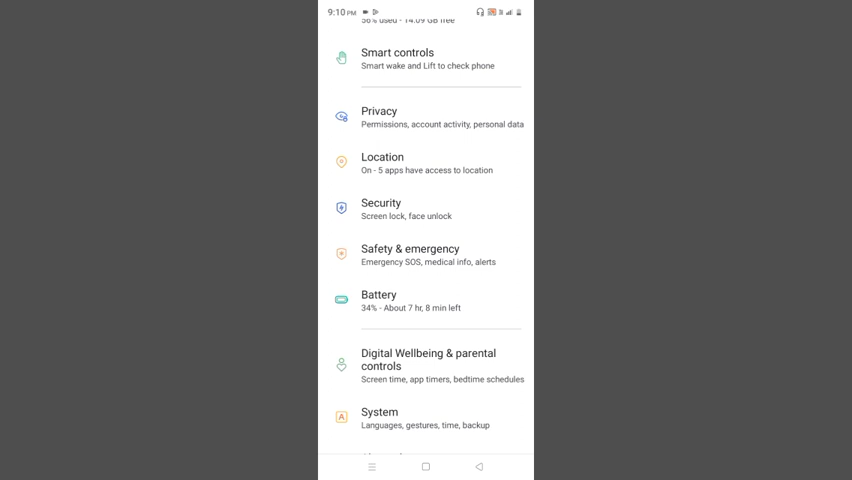 9:10 PM
56% used - 14.09 GB free
Smart controls
Smart wake and Lift to check phone
Privacy
Permissions, account activity, personal data
Location
On - 5 apps have access to location
Security
Screen lock, face unlock
Safety & emergency
Emergency SOS, medical info, alerts
Battery
34% - About 7 hr, 8 min left
Digital Wellbeing & parental
controls
Screen time, app timers, bedtime schedules
A
System
Languages, gestures, time, backup